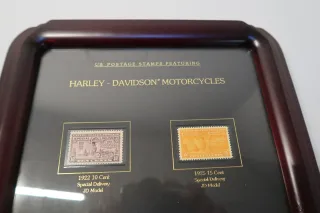 US POSTAGE STAMPS FEATURING
HARLEY - DAVIDSON MOTORCYCLES
1922 10 Cent
Special Delivery
JD Model
1925 15 Cent
Special Delivery
JD Model